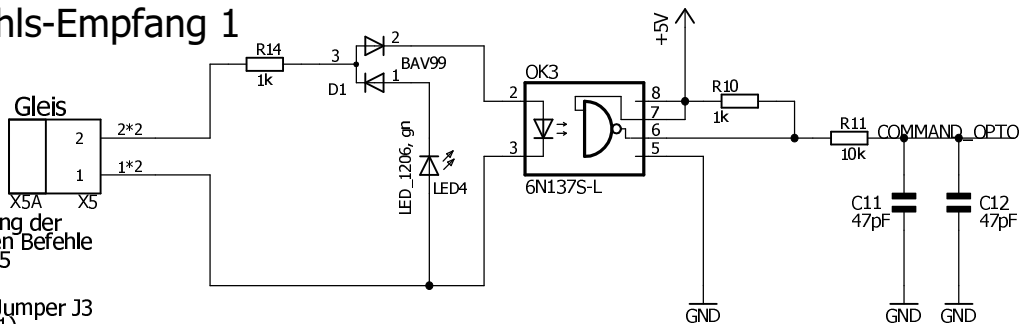 hls-Empfang 1
R14
1k
3
2
BAV99
1
D1
+5V
OK3
2
3
8
7
6
5
6N137S-L
R10
1k
R11
10k
COMMAND_OPTO
Gleis
2
2*2
1
1*2
X5A
X5
LED_1206, gn
LED4
C11
47pF
C12
47pF
ng der
en Befehle
5
Jumper J3
GND
GND
GND